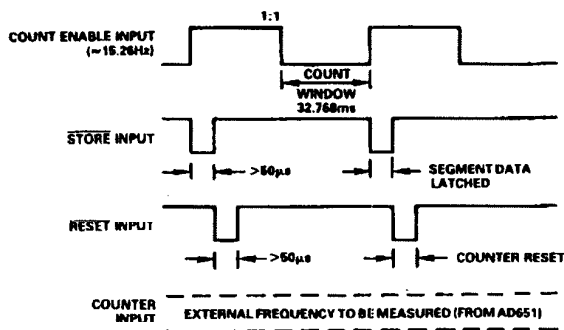 1:1
COUNT ENABLE INPUT
(~15.26Hz)
COUNT
WINDOW
32.768ms
STORE INPUT
>50μs
SEGMENT DATA
LATCHED
RESET INPUT
>50μs
COUNTER RESET
COUNTER
INPUT
EXTERNAL FREQUENCY TO BE MEASURED (FROM AD651)